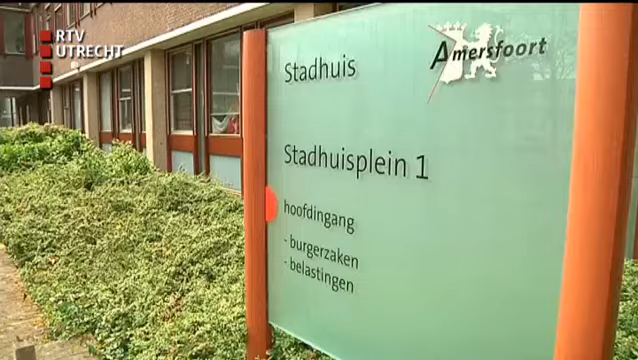 RTV
UTRECHT
Amersfoort
Stadhuis
Stadhuisplein 1
hoofdingang
- burgerzaken
- belastingen